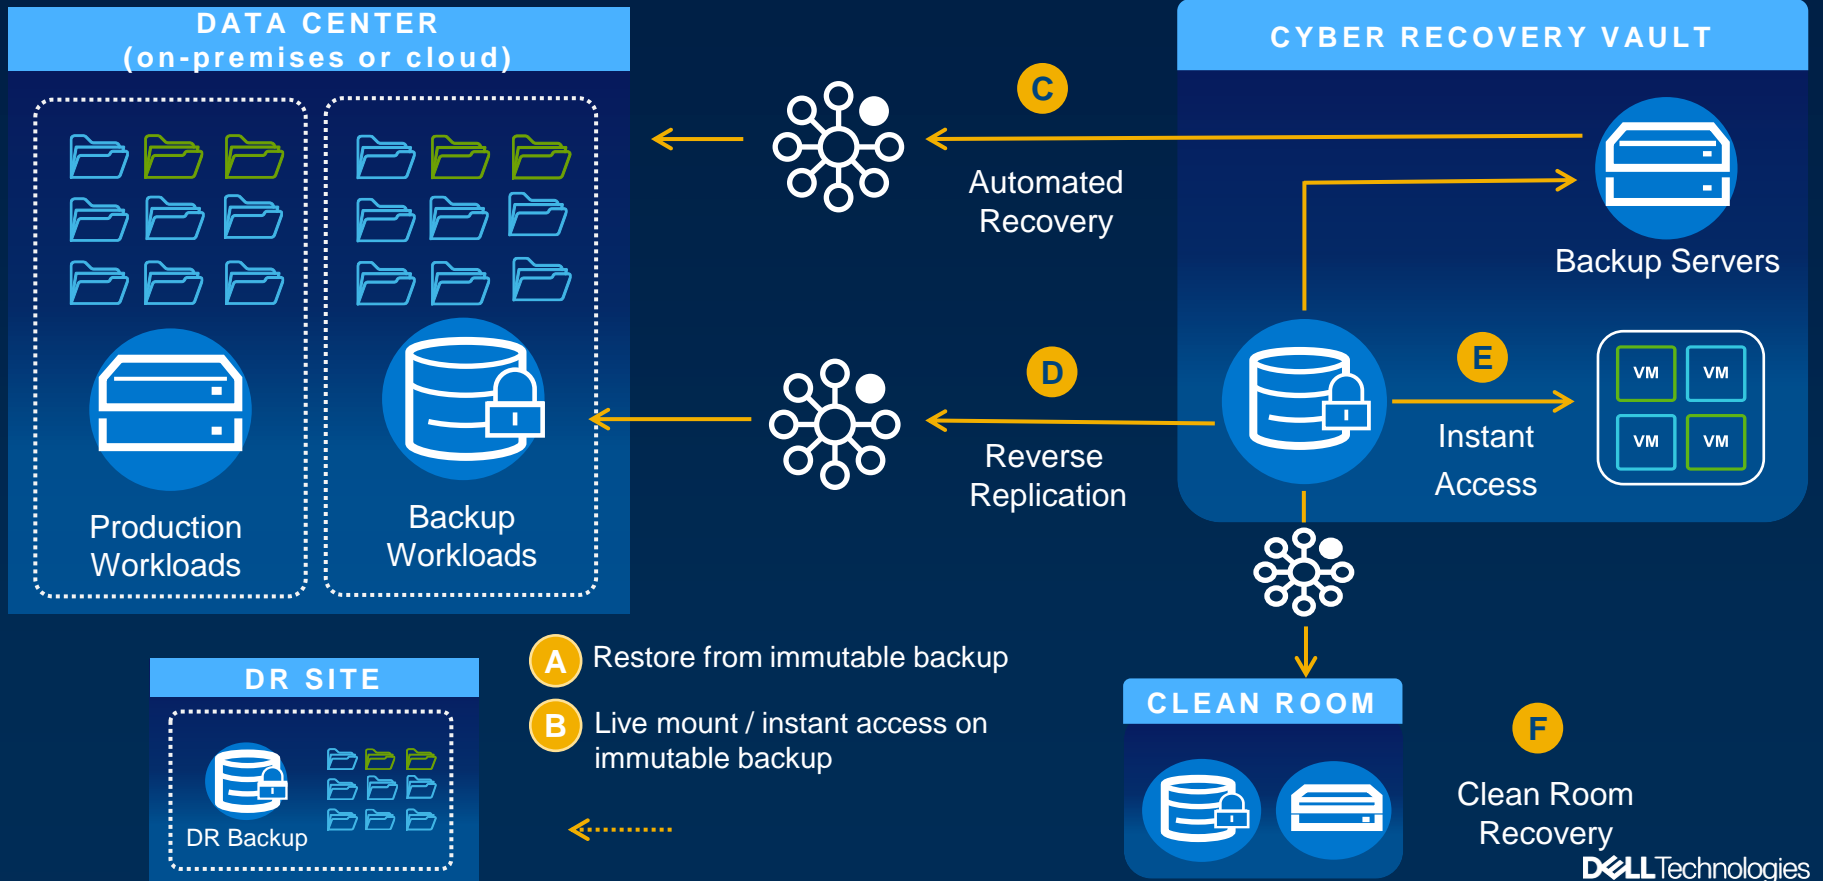 DATA CENTER
(on-premises or cloud)
CYBER RECOVERY VAULT
C
Automated
Recovery
Backup Servers
D
Reverse
Replication
E
Instant
Access
VM
VM
VM
VM
Production
Workloads
Backup
Workloads
A
Restore from immutable backup
B
Live mount / instant access on
immutable backup
DR SITE
DR Backup
CLEAN ROOM
F
Clean Room
Recovery
DELLTechnologies